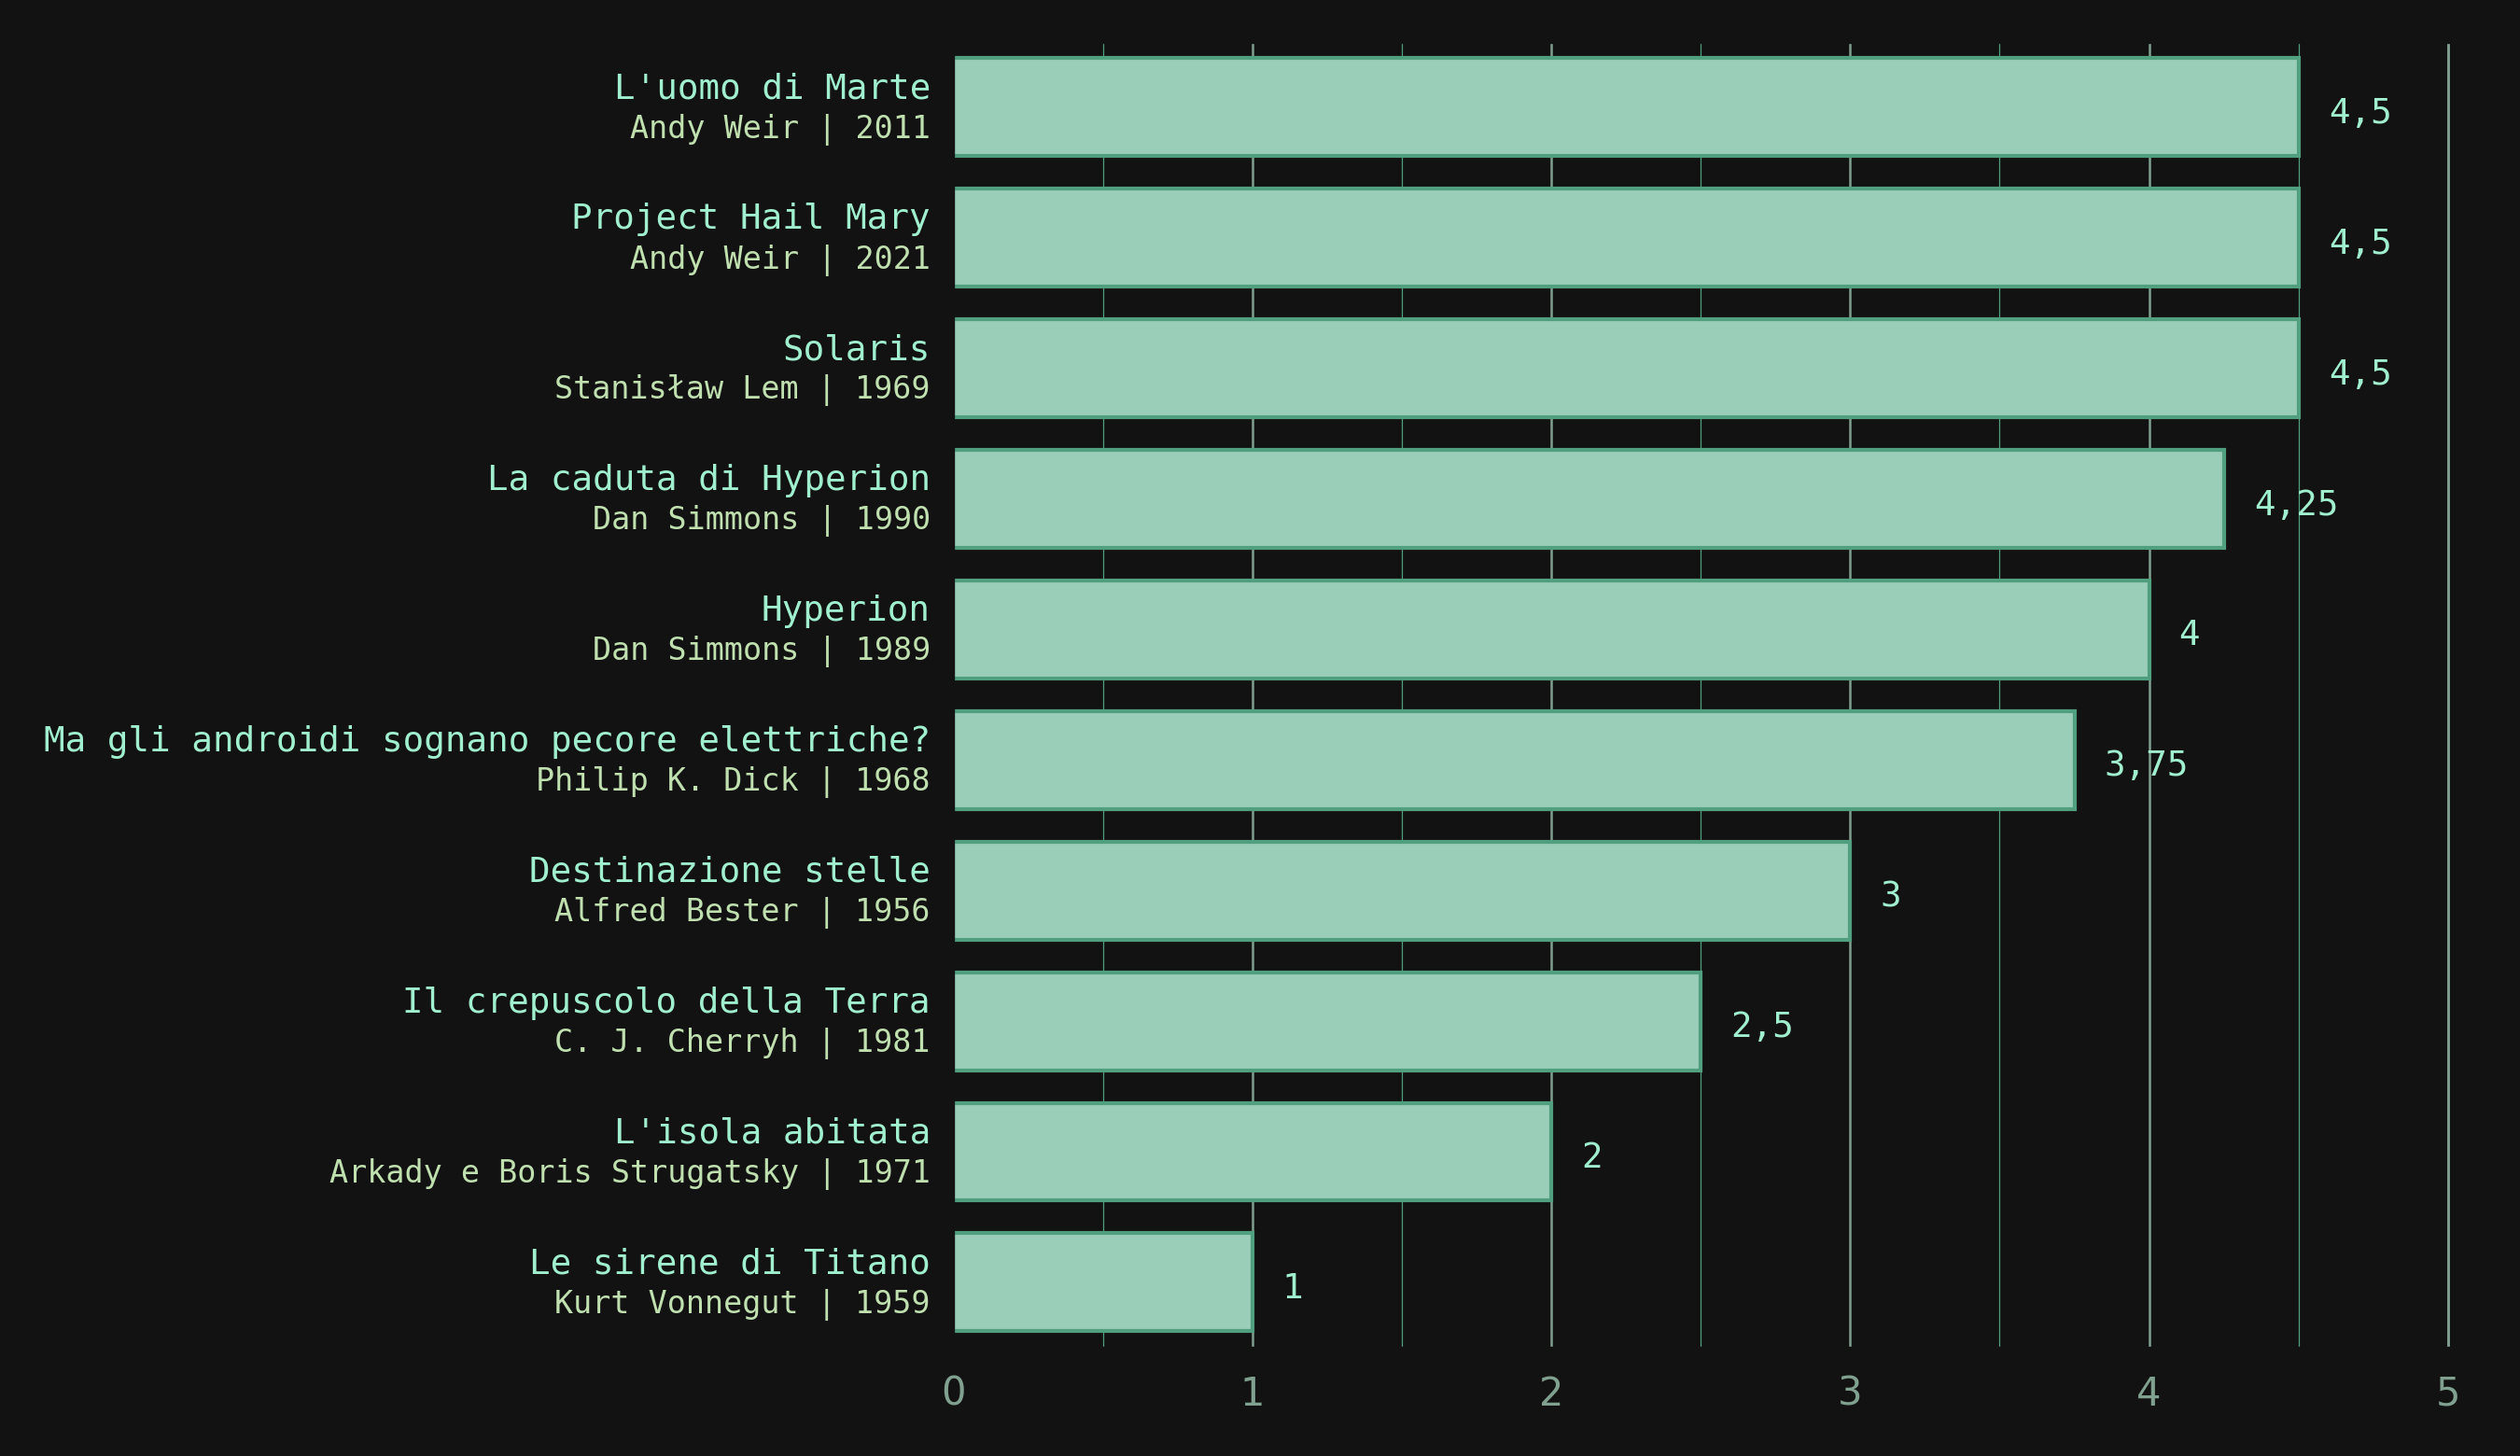 L'uomo di Marte
Andy Weir | 2011
4,5
Project Hail Mary
Andy Weir | 2021
4,5
Solaris
Stanisław Lem | 1969
4,5
La caduta di Hyperion
Dan Simmons | 1990
4,25
Hyperion
Dan Simmons | 1989
4
Ma gli androidi sognano pecore elettriche?
Philip K. Dick | 1968
3,75
Destinazione stelle
Alfred Bester | 1956
3
Il crepuscolo della Terra
C. J. Cherryh | 1981
2,5
L'isola abitata
Arkady e Boris Strugatsky | 1971
2
Le sirene di Titano
Kurt Vonnegut | 1959
1
0 1 2 3 4 5